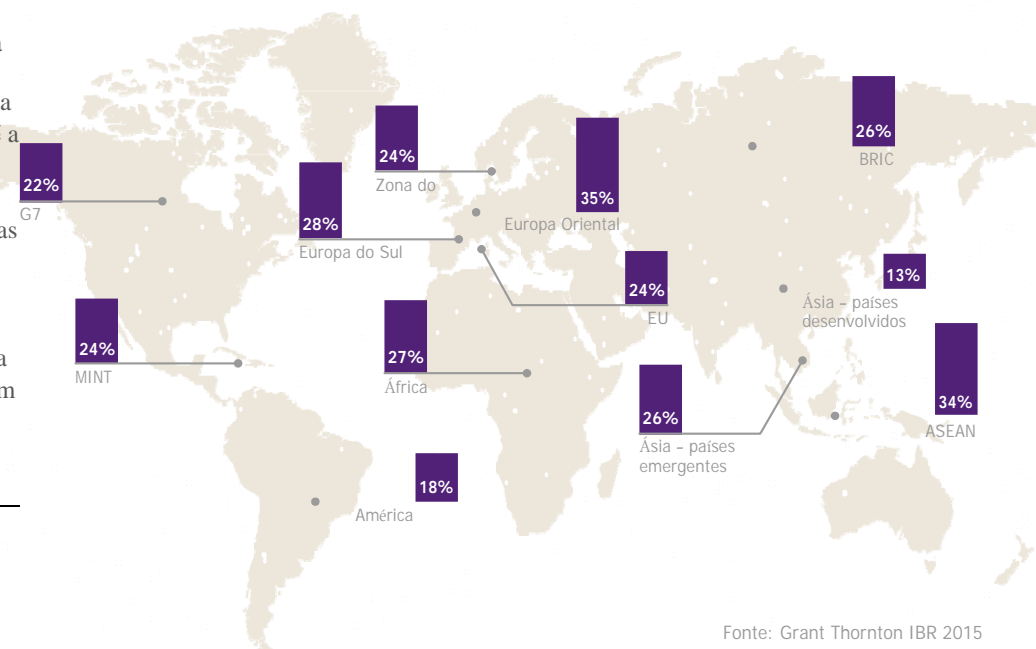 a
a
a
as
a
m
24%
Zona do
22%
G7
28%
Europa do Sul
35%
Europa Oriental
26%
BRIC
24%
EU
13%
Ásia – países
desenvolvidos
24%
MINT
27%
África
26%
Ásia – países
emergentes
34%
ASEAN
18%
América
Fonte: Grant Thornton IBR 2015